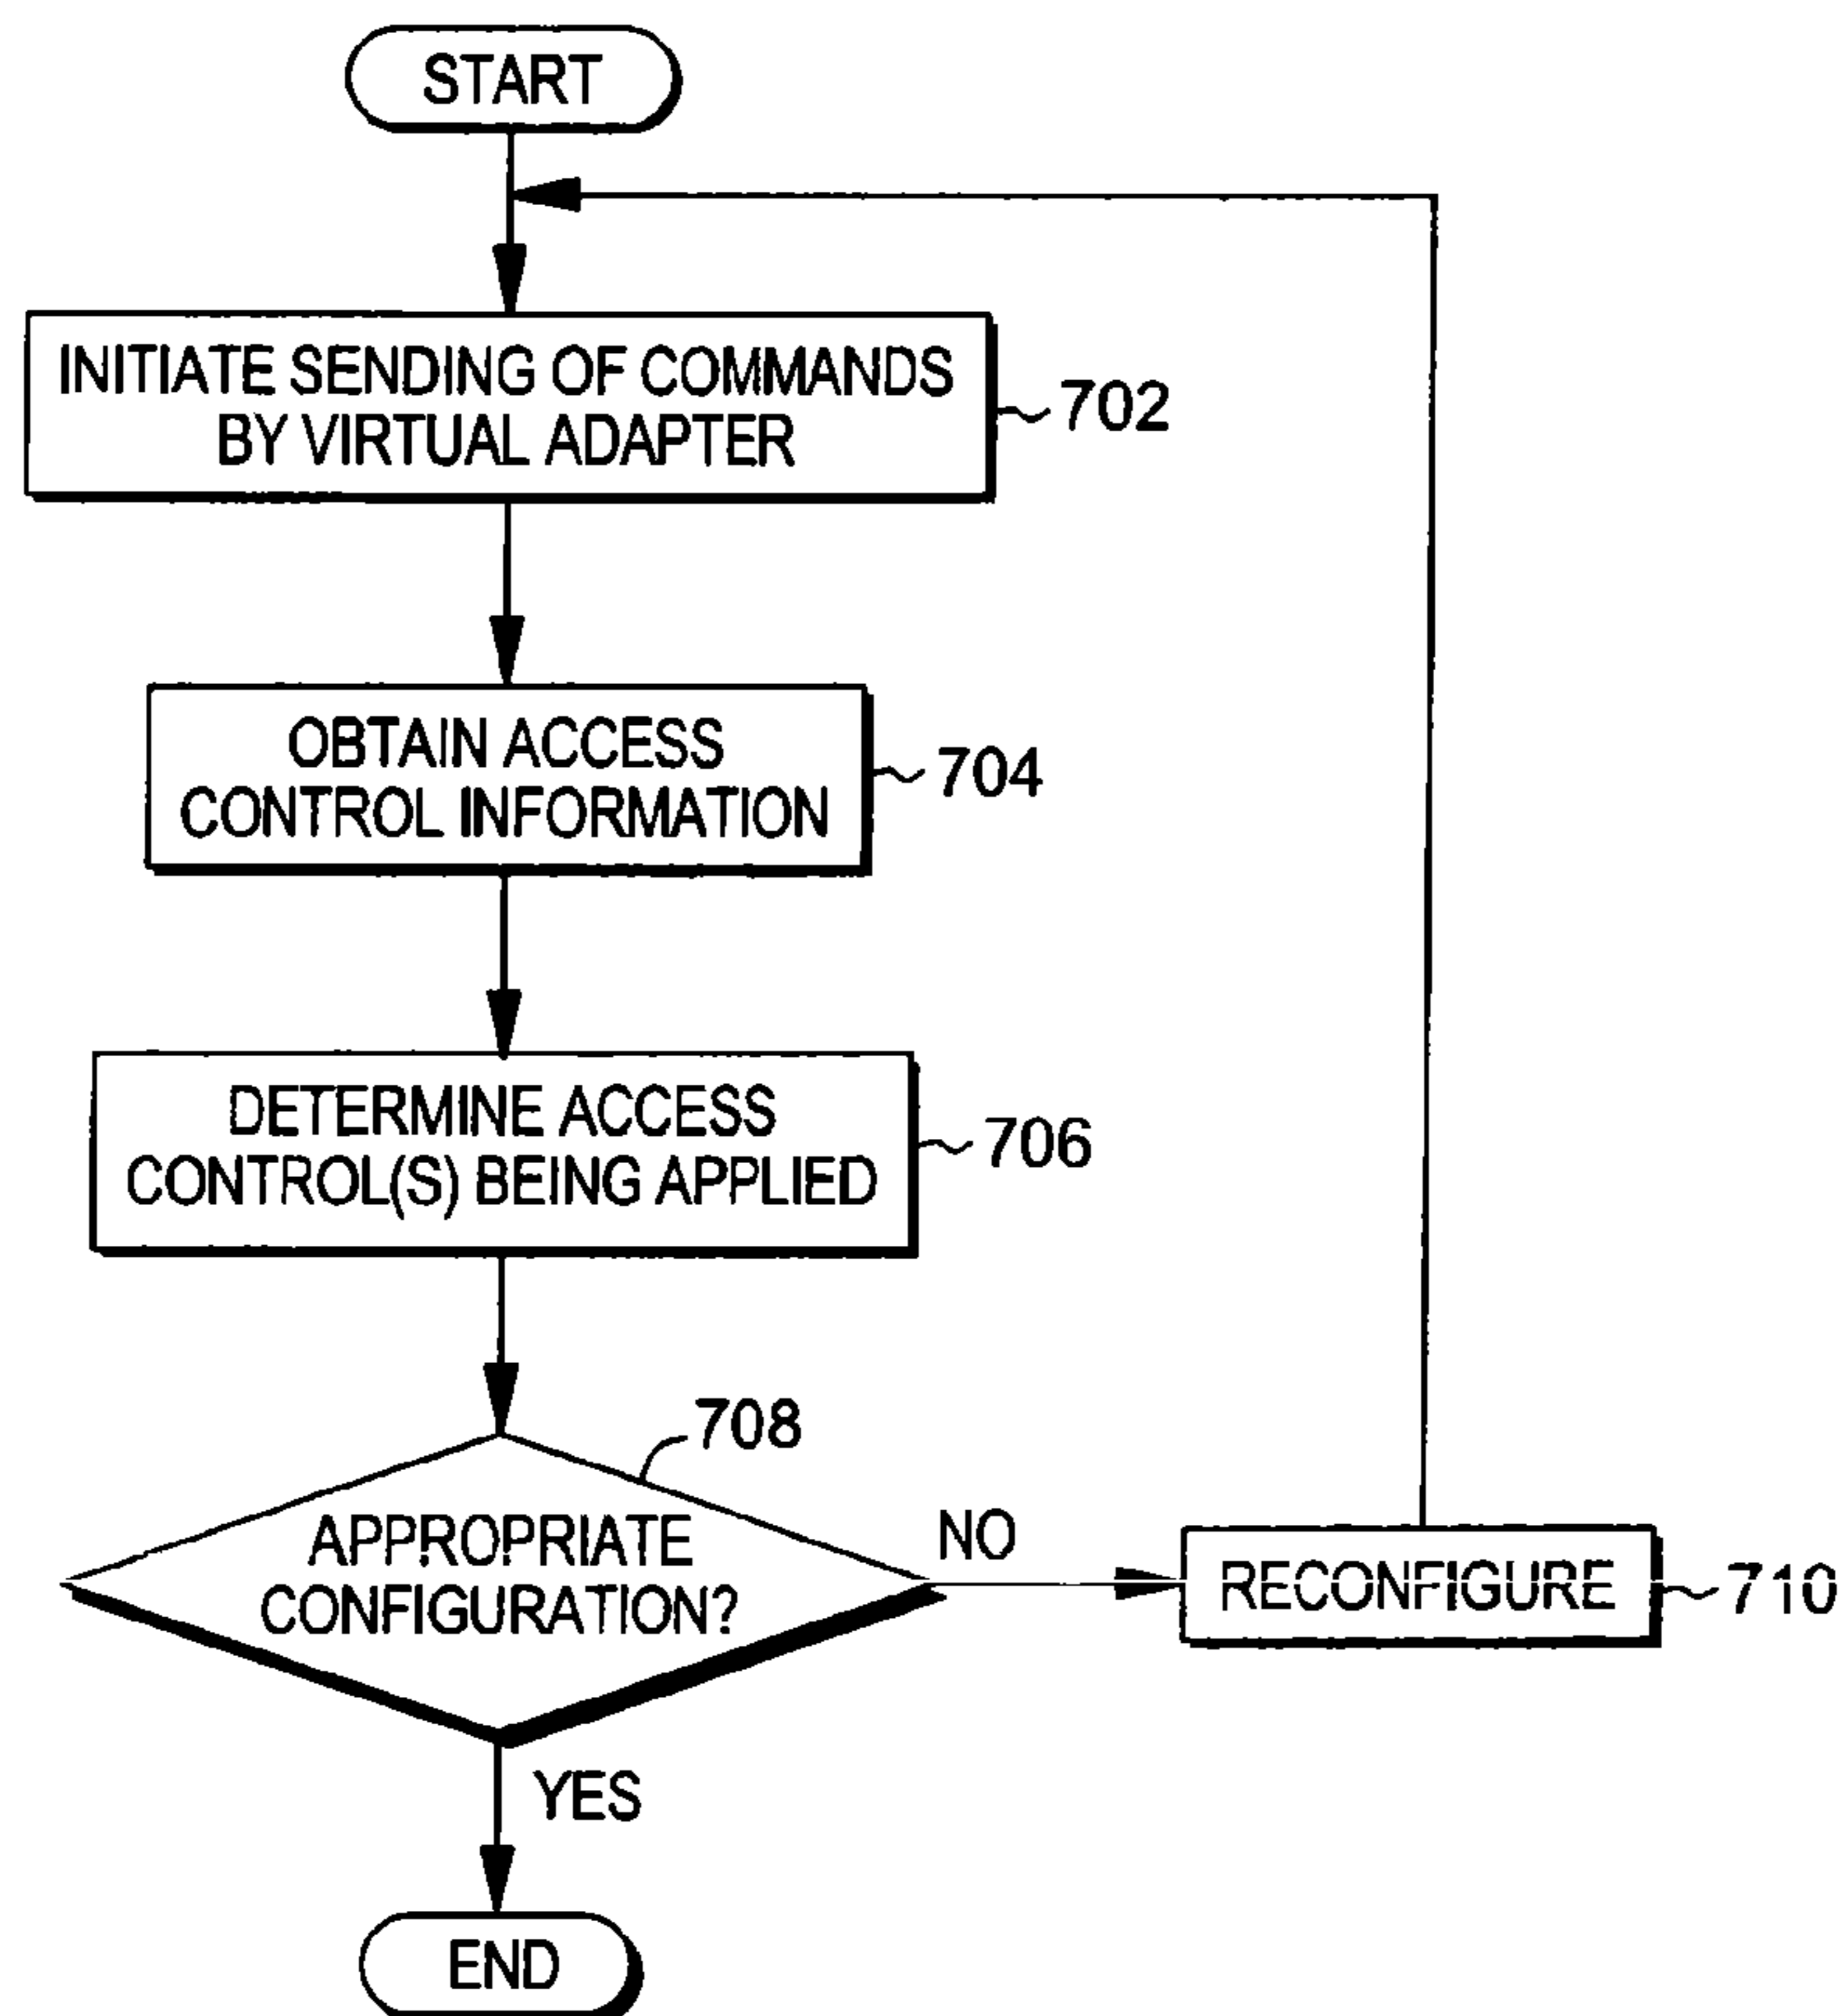 START
INITIATE SENDING OF COMMANDS
BY VIRTUAL ADAPTER
702
OBTAIN ACCESS
CONTROL INFORMATION
704
DETERMINE ACCESS
CONTROL(S) BEING APPLIED
706
708
APPROPRIATE
CONFIGURATION?
NO
RECONFIGURE
710
YES
END